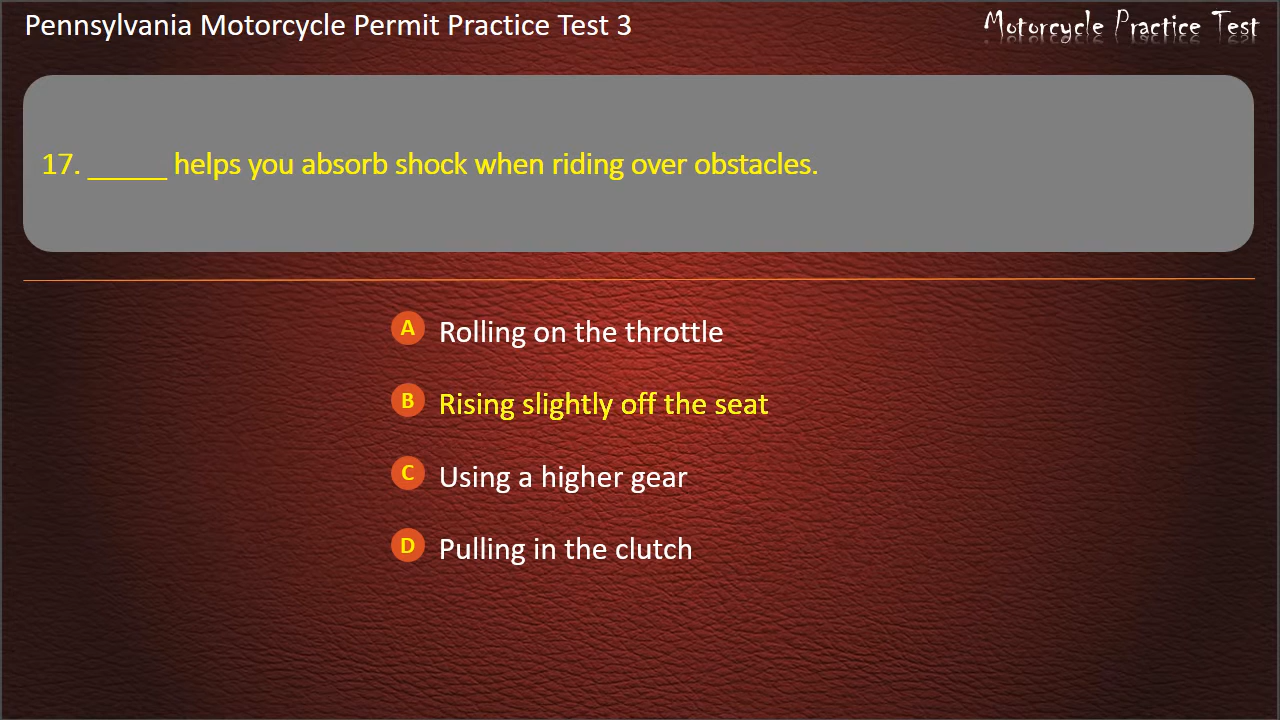 Pennsylvania Motorcycle Permit Practice Test 3
Motorcycle Practice Test
17. _____ helps you absorb shock when riding over obstacles.
A Rolling on the throttle
B Rising slightly off the seat
C Using a higher gear
D Pulling in the clutch